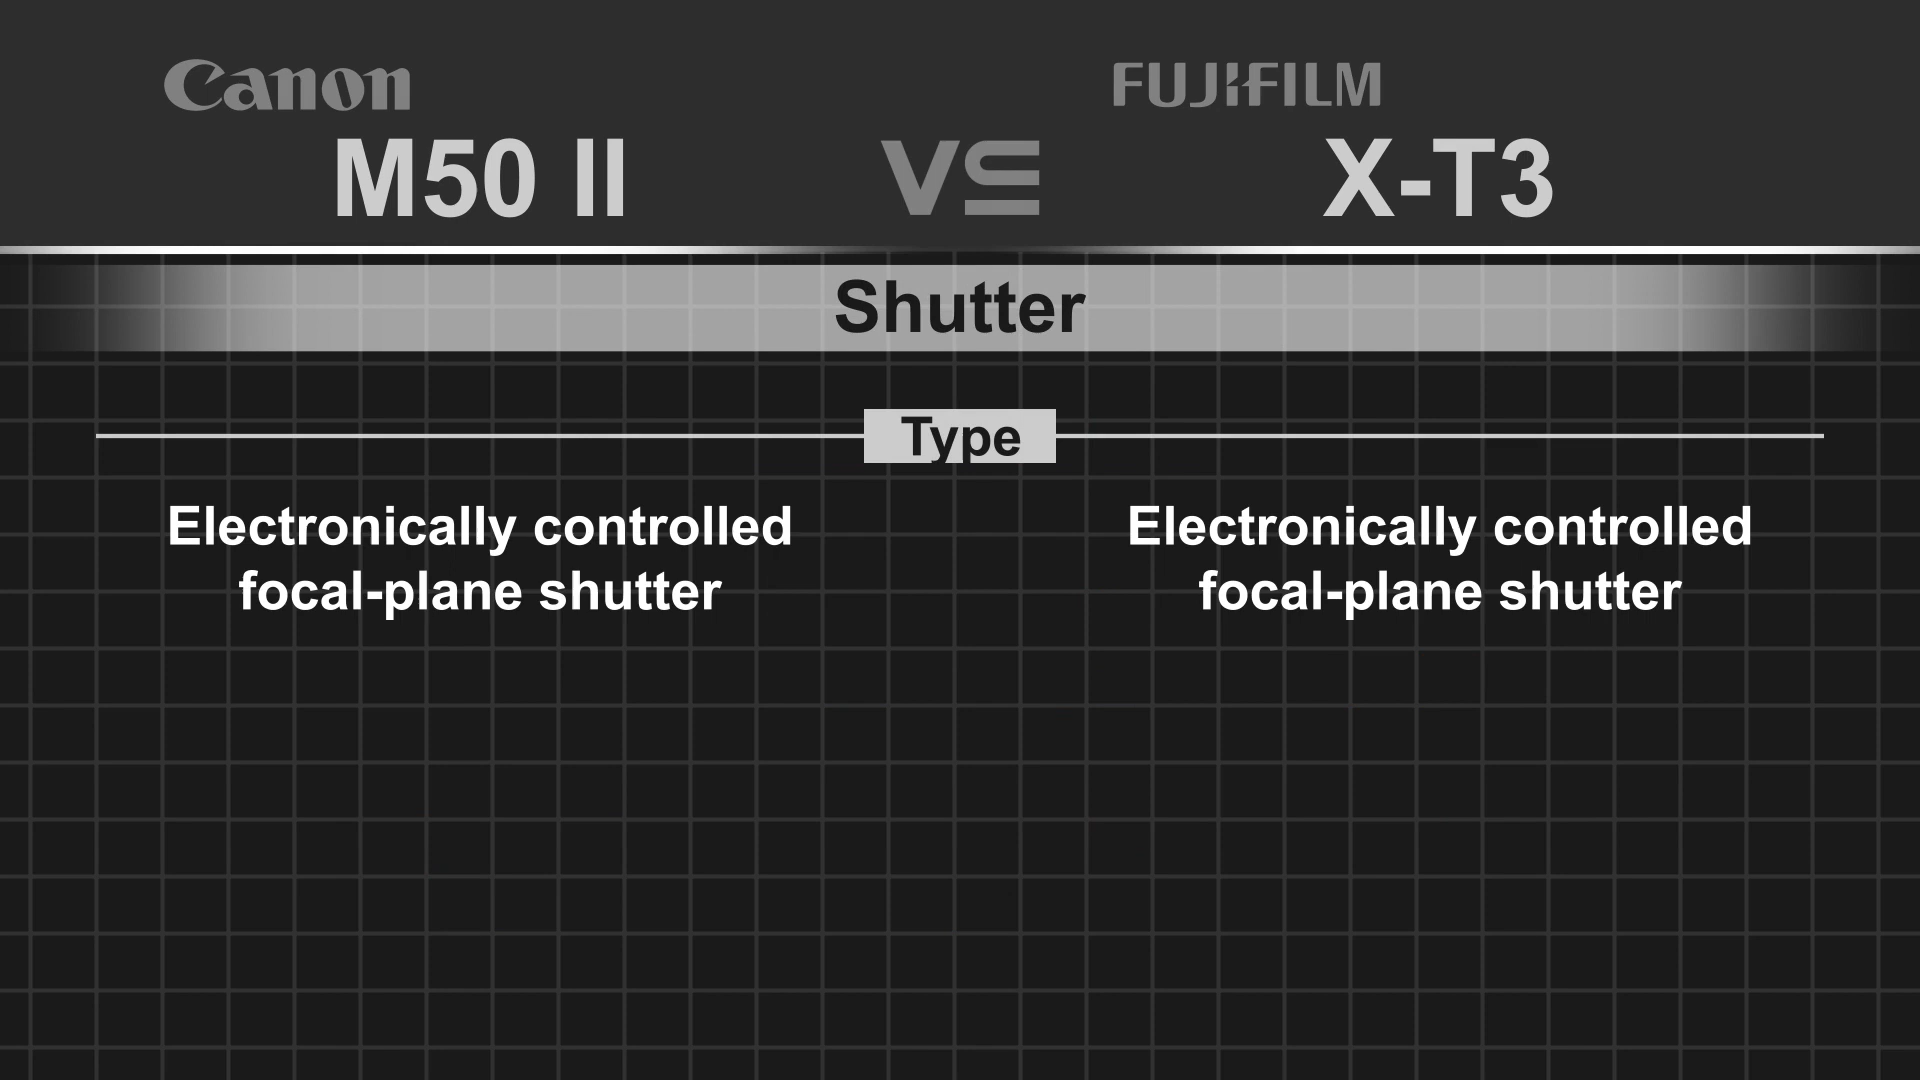 Canon
FUJIFILM
M50 II
VS
X-T3
Shutter
Type
Electronically controlled
focal-plane shutter
Electronically controlled
focal-plane shutter